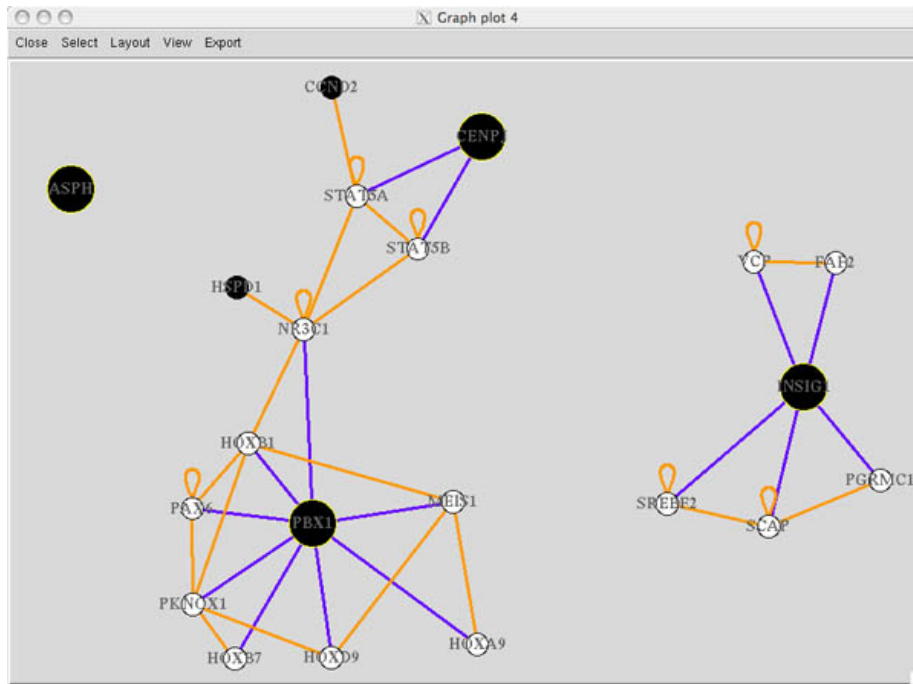 Graph plot 4
Close Select Layout View Export
CCND2
CENPJ
ASPH
STAT5A
STAT5B
VCP FAF2
HSPD1
NR3C1
INSIG1
HOXB1
PGRMC1
PAX6 MEIS1 SREBF2
PBX1 SCAP
PKNOX1
HOXB7 HOXD9 HOXA9